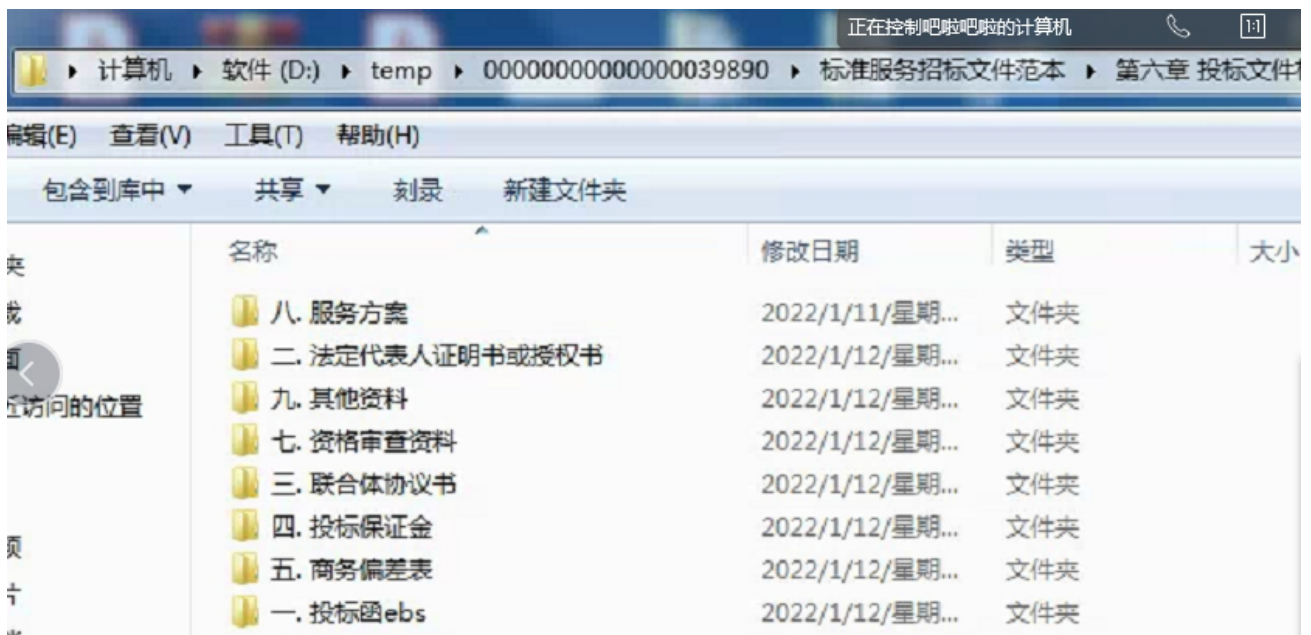 正在控制吧啦吧啦的计算机 1:1
计算机 软件 (D:) temp 00000000000000039890 标准服务招标文件范本 第六章 投标文件
编辑(E) 查看(V) 工具(T) 帮助(H)
包含到库中 共享 刻录 新建文件夹
名称 修改日期 类型 大小
夹
八. 服务方案 2022/1/11/星期... 文件夹
二. 法定代表人证明书或授权书 2022/1/12/星期... 文件夹
面
九. 其他资料 2022/1/12/星期... 文件夹
近访问的位置
七. 资格审查资料 2022/1/12/星期... 文件夹
三. 联合体协议书 2022/1/12/星期... 文件夹
四. 投标保证金 2022/1/12/星期... 文件夹
五. 商务偏差表 2022/1/12/星期... 文件夹
片
一. 投标函ebs 2022/1/12/星期... 文件夹